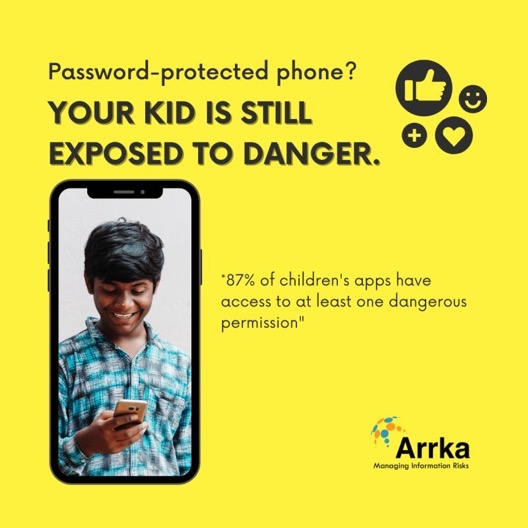 Password-protected phone?
YOUR KID IS STILL
EXPOSED TO DANGER.
"87% of children's apps have
access to at least one dangerous
permission"
Arrka
Managing Information Risks